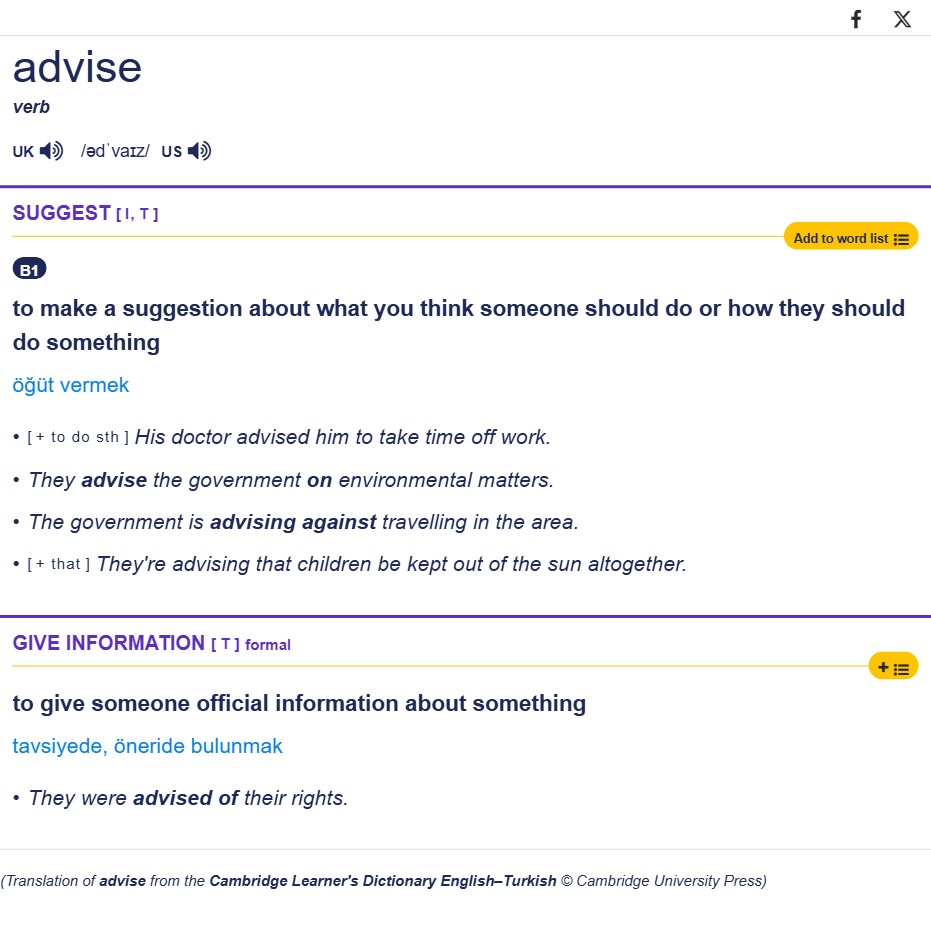 advise
verb
UK /ədˈvaɪz/ US
SUGGEST [ I, T ]
Add to word list
B1
to make a suggestion about what you think someone should do or how they should
do something
öğüt vermek
• [ + to do sth ] His doctor advised him to take time off work.
• They advise the government on environmental matters.
• The government is advising against travelling in the area.
• [ + that ] They're advising that children be kept out of the sun altogether.
GIVE INFORMATION [ T ] formal
to give someone official information about something
tavsiyede, öneride bulunmak
• They were advised of their rights.
(Translation of advise from the Cambridge Learner's Dictionary English–Turkish © Cambridge University Press)